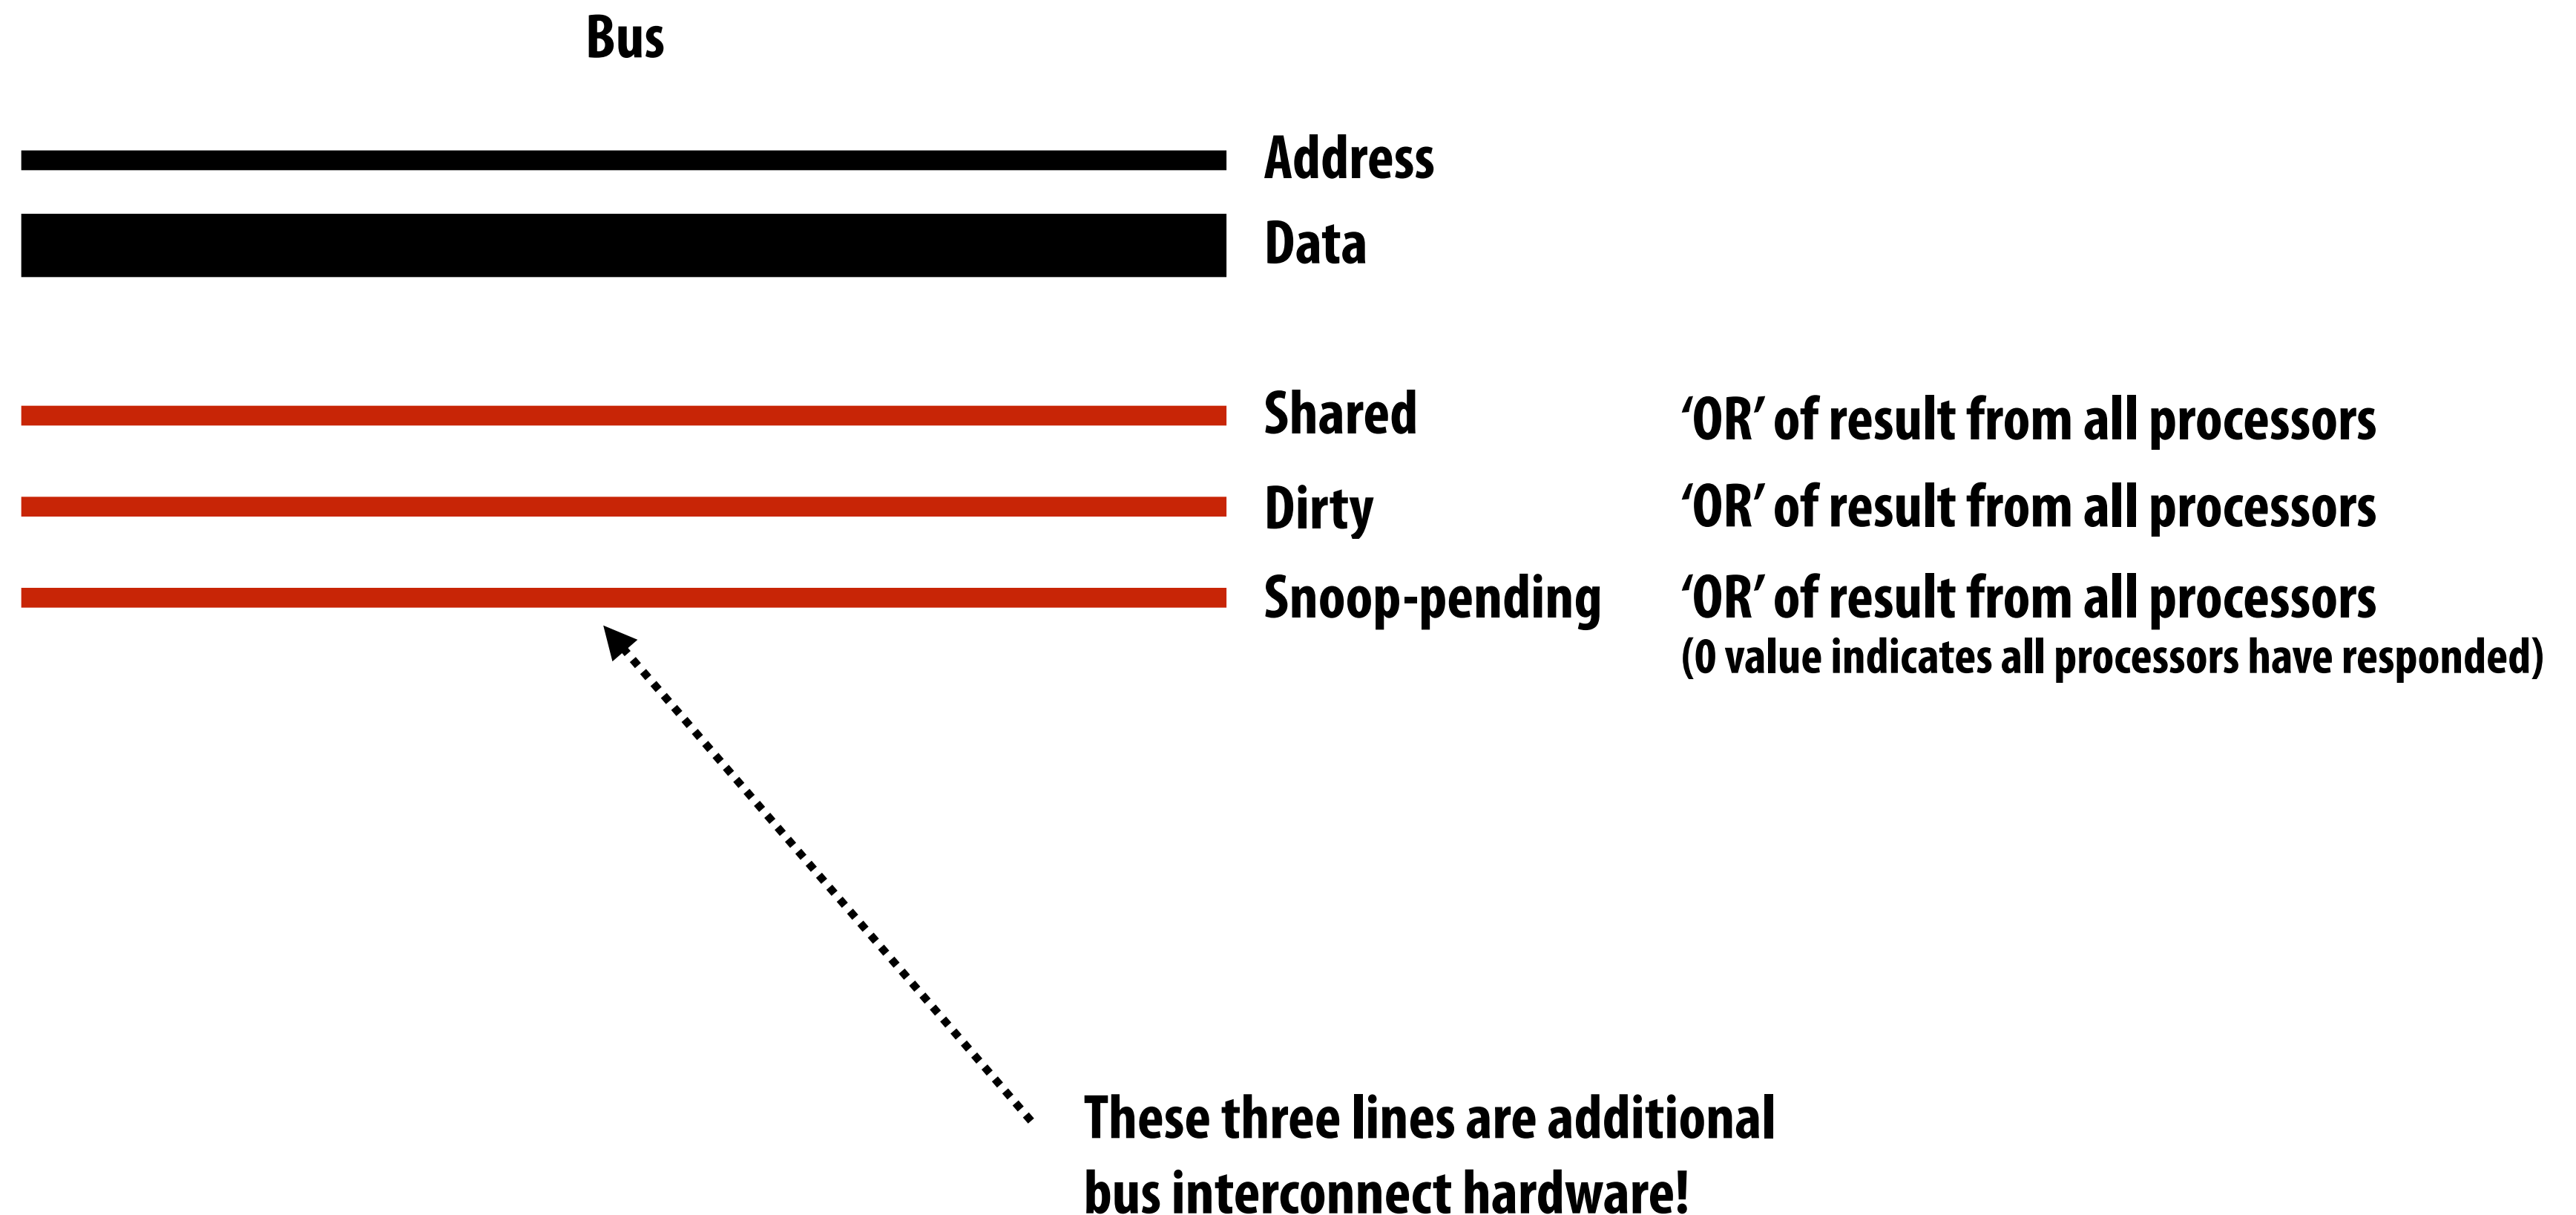 Bus
Address
Data
Shared
‘OR’ of result from all processors
Dirty
‘OR’ of result from all processors
Snoop-pending
‘OR’ of result from all processors
(0 value indicates all processors have responded)
These three lines are additional
bus interconnect hardware!